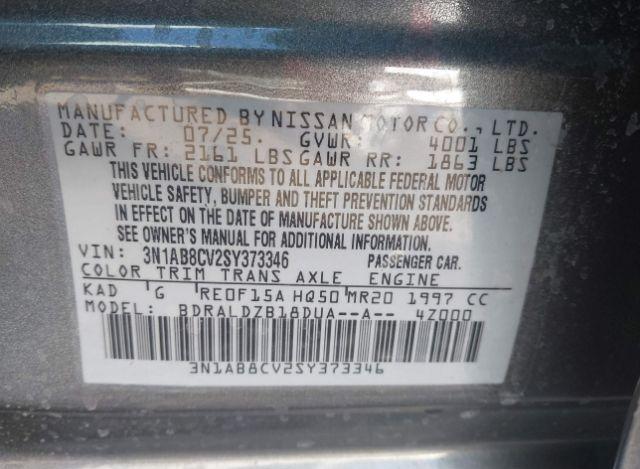 MANUFACTURED BY NISSAN MOTOR CO., LTD.
DATE: 07/25. GVWR: 4001 LBS
GAWR FR: 2161 LBS GAWR RR: 1863 LBS
THIS VEHICLE CONFORMS TO ALL APPLICABLE FEDERAL MOTOR
VEHICLE SAFETY, BUMPER AND THEFT PREVENTION STANDARDS
IN EFFECT ON THE DATE OF MANUFACTURE SHOWN ABOVE.
SEE OWNER'S MANUAL FOR ADDITIONAL INFORMATION.
VIN: 3N1AB8CV2SY373346 PASSENGER CAR.
COLOR TRIM TRANS AXLE ENGINE
KAD G RE0F15A HQ50 MR20 1997 CC
MODEL: BDRALDZB18DUA--A-- 4Z000
3N1AB8CV2SY373346